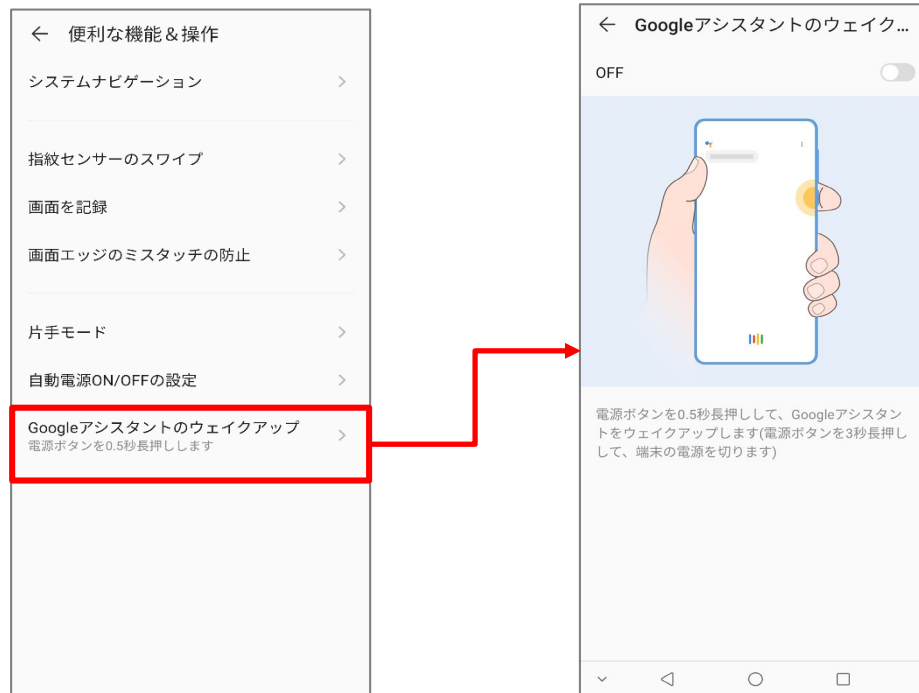 便利な機能＆操作
システムナビゲーション
指紋センサーのスワイプ
画面を記録
画面エッジのミスタッチの防止
片手モード
自動電源ON/OFFの設定
Googleアシスタントのウェイクアップ
電源ボタンを0.5秒長押しします
Googleアシスタントのウェイク...
OFF
電源ボタンを0.5秒長押しして、Googleアシスタン
トをウェイクアップします(電源ボタンを3秒長押し
して、端末の電源を切ります)